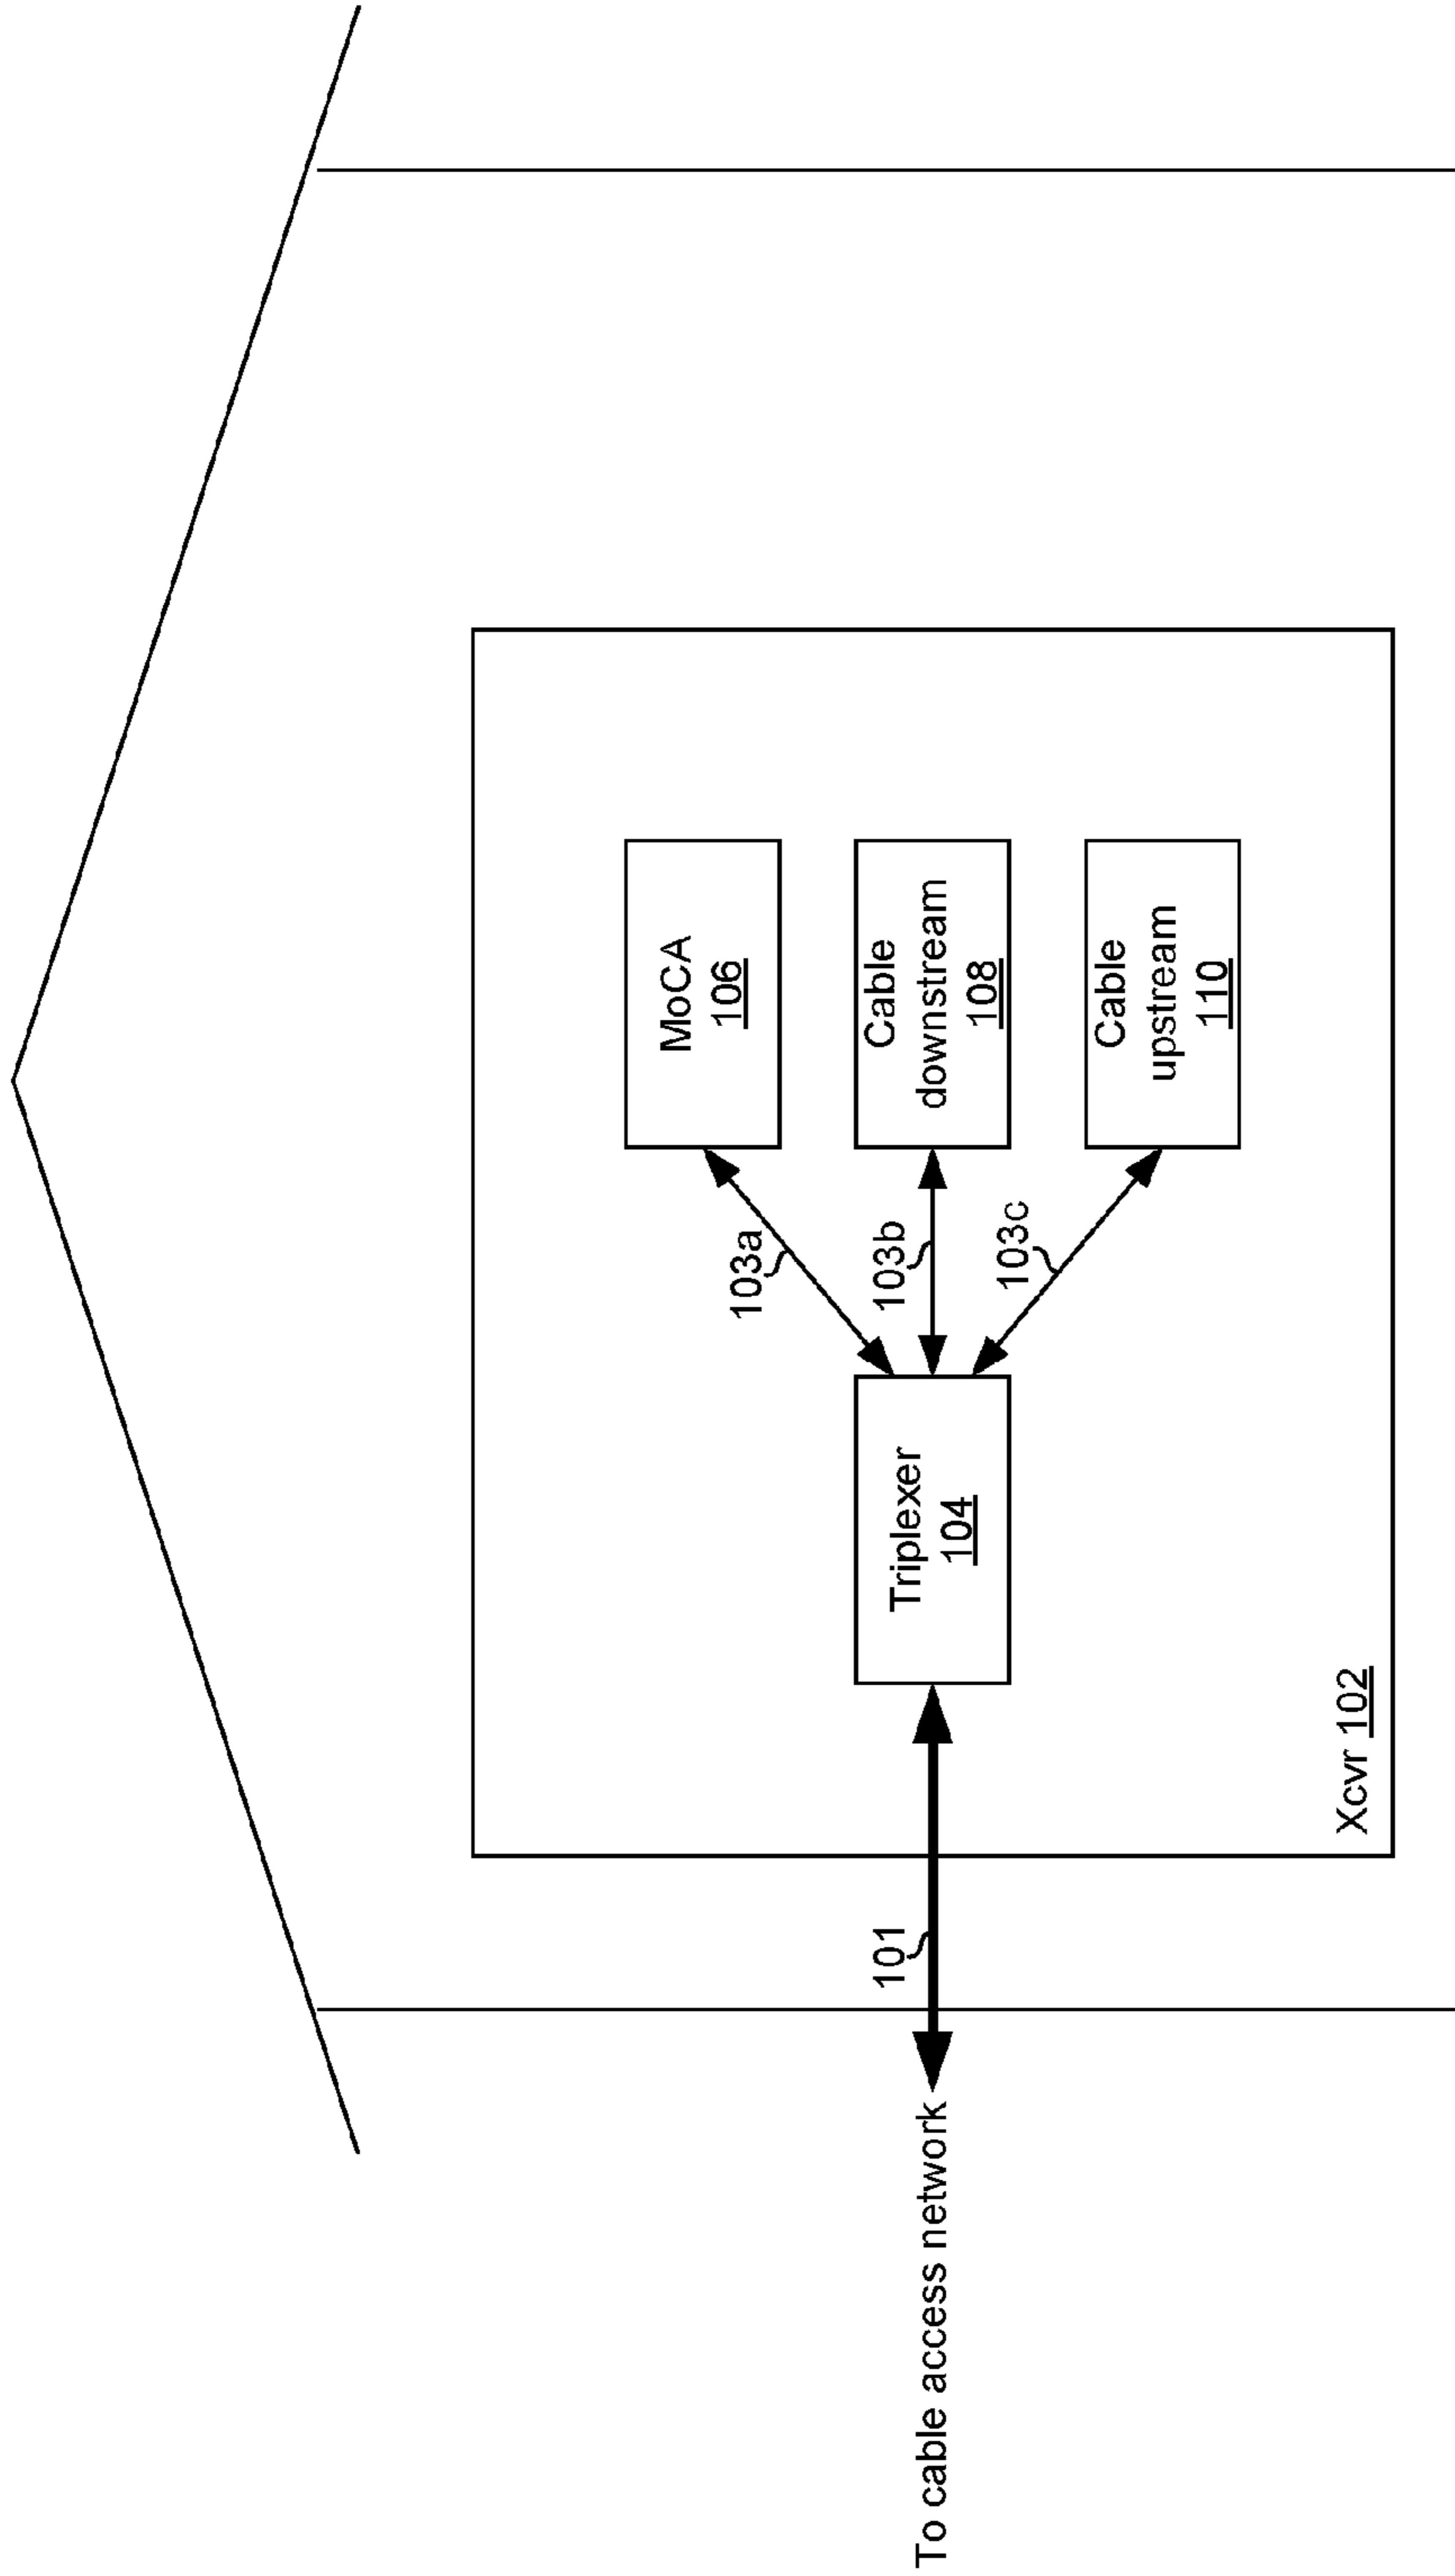 MoCA
106
103a
To cable access network
101
Triplexer
104
103b
Cable
downstream
108
103c
Cable
upstream
110
Xcvr 102